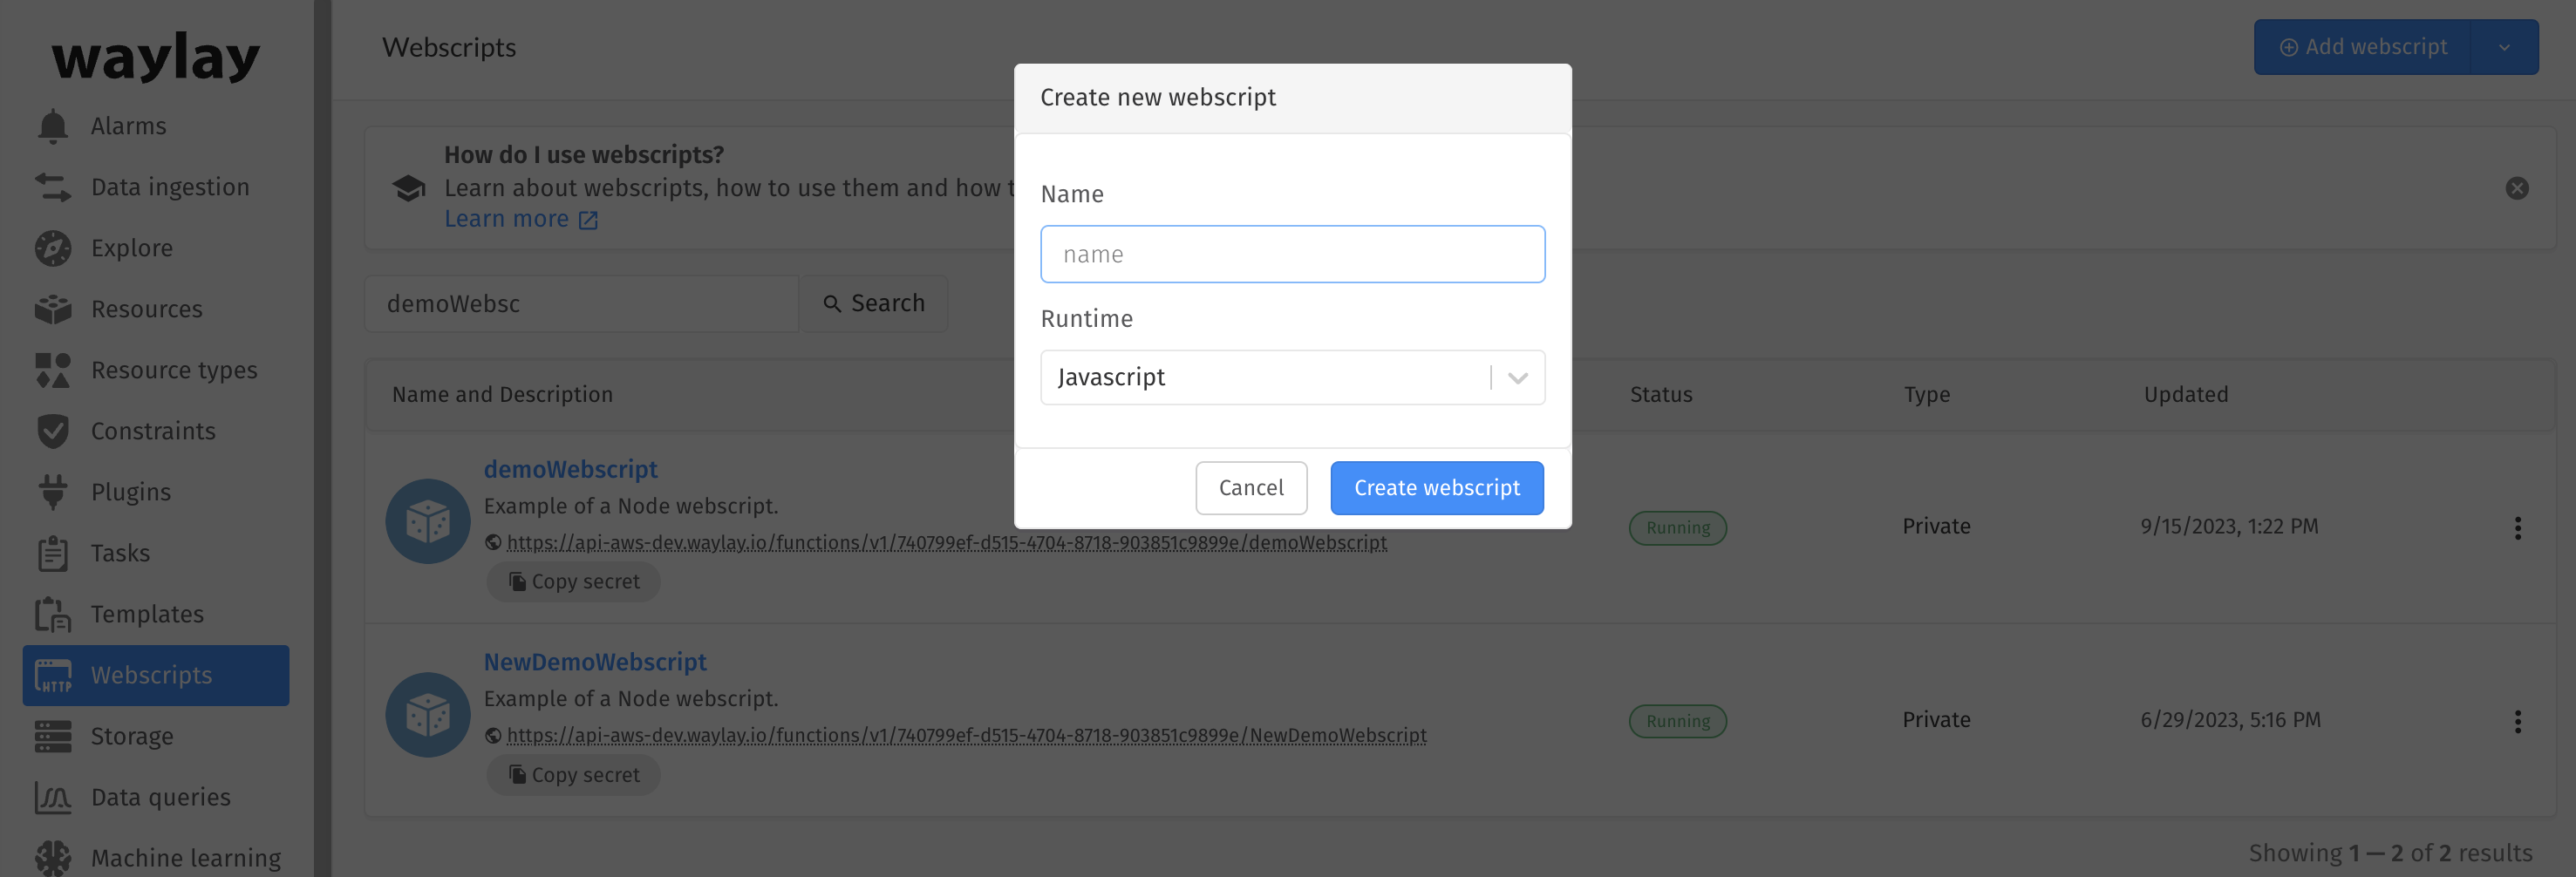 waylay
Alarms
Data ingestion
Explore
Resources
Resource types
Constraints
Plugins
Tasks
Templates
HTTP Webscripts
Storage
Data queries
Machine learning
Webscripts
Add webscript
How do I use webscripts?
Learn about webscripts, how to use them and how t
Learn more
demoWebsc
Search
Name and Description Status Type Updated
demoWebscript
Example of a Node webscript.
https://api-aws-dev.waylay.io/functions/v1/740799ef-d515-4704-8718-903851c9899e/demoWebscript
Copy secret
Running Private 9/15/2023, 1:22 PM
NewDemoWebscript
Example of a Node webscript.
https://api-aws-dev.waylay.io/functions/v1/740799ef-d515-4704-8718-903851c9899e/NewDemoWebscript
Copy secret
Running Private 6/29/2023, 5:16 PM
Showing 1 — 2 of 2 results
Create new webscript
Name
name
Runtime
Javascript
Cancel Create webscript